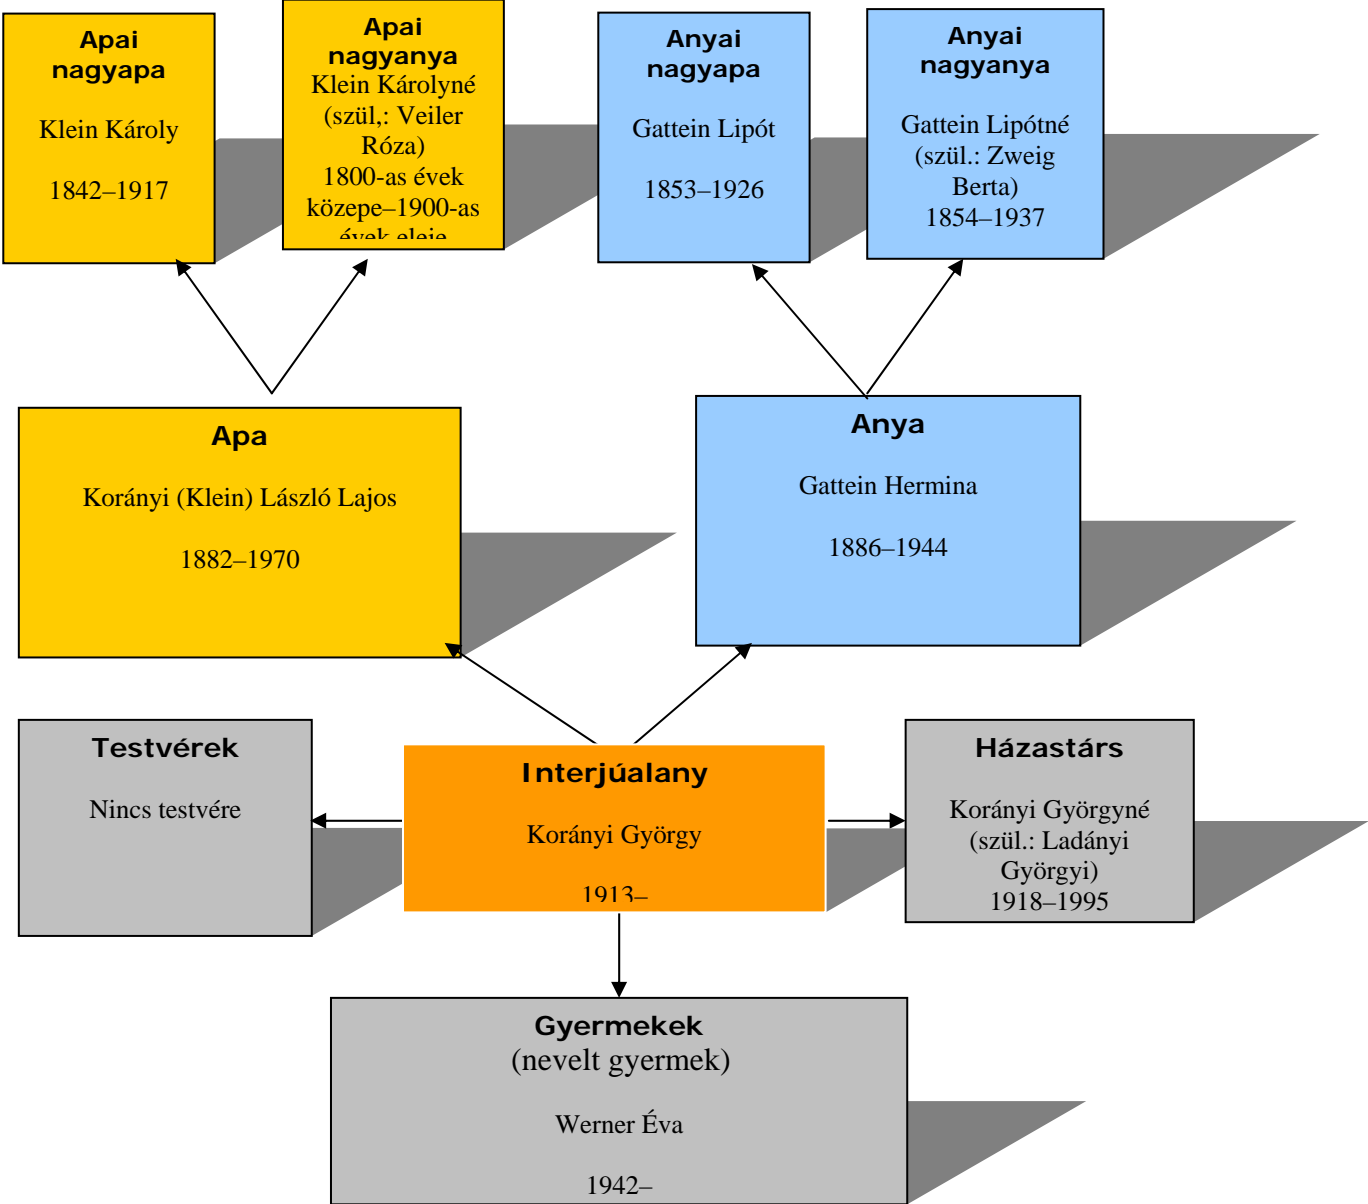 Apai
nagyapa
Klein Károly
1842–1917
Apai
nagyanya
Klein Károlyné
(szül,: Veiler
Róza)
1800-as évek
közepe–1900-as
évek eleje
Anyai
nagyapa
Gattein Lipót
1853–1926
Anyai
nagyanya
Gattein Lipótné
(szül.: Zweig
Berta)
1854–1937
Apa
Korányi (Klein) László Lajos
1882–1970
Anya
Gattein Hermina
1886–1944
Testvérek
Nincs testvére
Interjúalany
Korányi György
1913–
Házastárs
Korányi Györgyné
(szül.: Ladányi
Györgyi)
1918–1995
Gyermekek
(nevelt gyermek)
Werner Éva
1942–